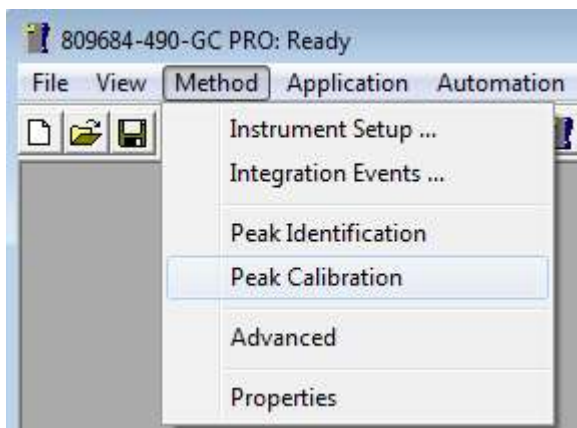 809684-490-GC PRO: Ready
File View Method Application Automation
Instrument Setup ...
Integration Events ...
Peak Identification
Peak Calibration
Advanced
Properties